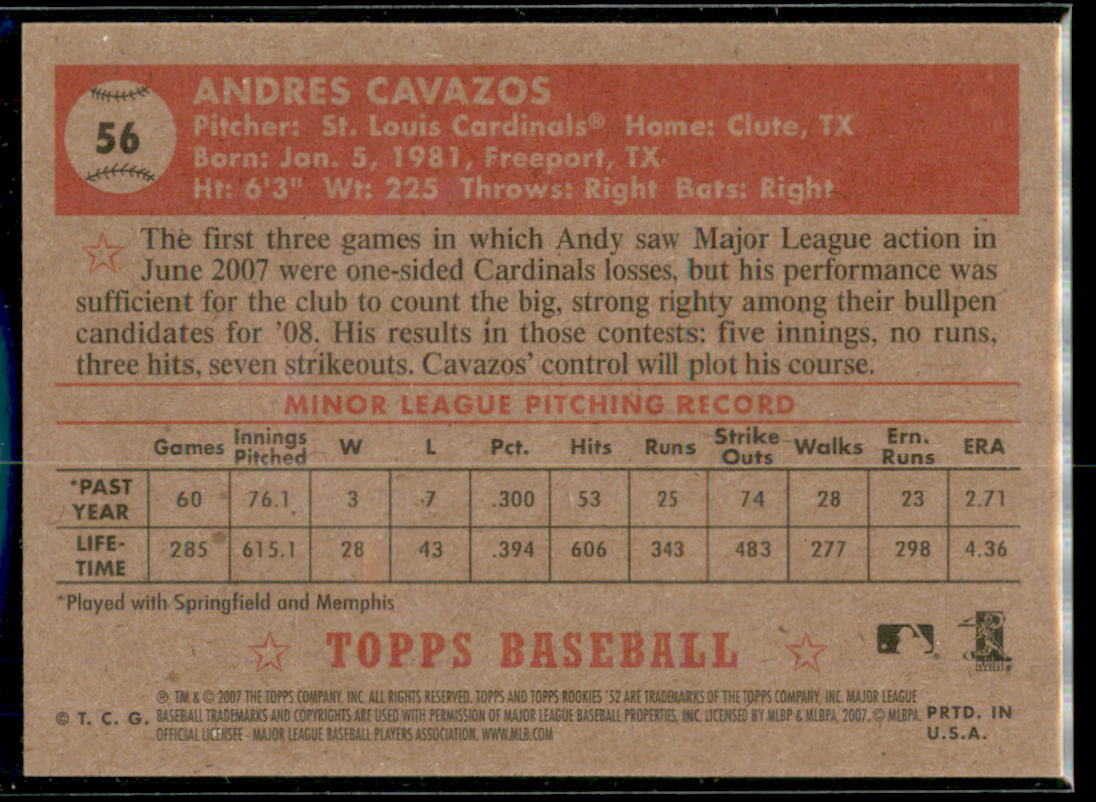 56
ANDRES CAVAZOS
Pitcher: St. Louis Cardinals® Home: Clute, TX
Born: Jan. 5, 1981, Freeport, TX
Ht: 6'3" Wt: 225 Throws: Right Bats: Right
The first three games in which Andy saw Major League action in
June 2007 were one-sided Cardinals losses, but his performance was
sufficient for the club to count the big, strong righty among their bullpen
candidates for '08. His results in those contests: five innings, no runs,
three hits, seven strikeouts. Cavazos' control will plot his course.
MINOR LEAGUE PITCHING RECORD
Games Innings Pitched W L Pct. Hits Runs Strike Outs Walks Ern. Runs ERA
*PAST YEAR 60 76.1 3 7 .300 53 25 74 28 23 2.71
LIFE-TIME 285 615.1 28 43 .394 606 343 483 277 298 4.36
*Played with Springfield and Memphis
TOPPS BASEBALL
℗, TM & © 2007 THE TOPPS COMPANY, INC. ALL RIGHTS RESERVED. TOPPS AND TOPPS ROOKIES '52 ARE TRADEMARKS OF THE TOPPS COMPANY, INC. MAJOR LEAGUE
© T. C. G. BASEBALL TRADEMARKS AND COPYRIGHTS ARE USED WITH PERMISSION OF MAJOR LEAGUE BASEBALL PROPERTIES, INC. LICENSED BY MLBP & MLBPA, 2007. © MLBPA. PRTD. IN
OFFICIAL LICENSEE - MAJOR LEAGUE BASEBALL PLAYERS ASSOCIATION. WWW.MLB.COM U.S.A.